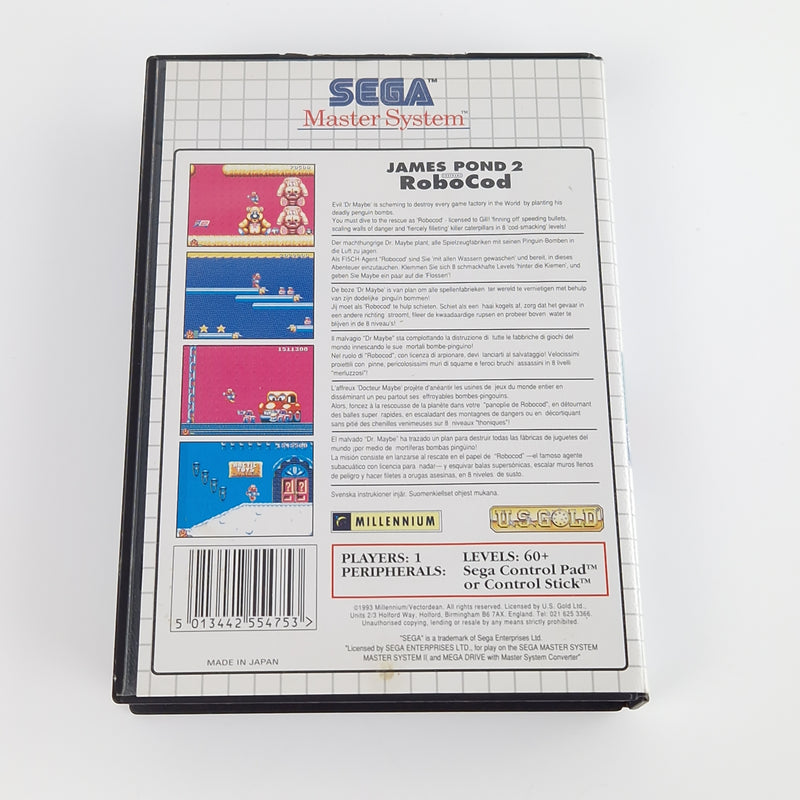 SEGA™
Master System™
JAMES POND 2
RoboCod
Evil 'Dr Maybe' is scheming to destroy every game factory in the World by planting his
deadly penguin bombs.
You must dive to the rescue as 'Robocod' - licensed to Gill! 'finning off' speeding bullets,
scaling walls of danger and 'fiercely filleting' killer caterpillars in 8 'cod-smacking' levels!
Der machthungrige Dr. Maybe plant, alle Spielzeugfabriken mit seinen Pinguin-Bomben in
die Luft zu jagen.
Als FISCH-Agent "Robocod" sind Sie 'mit allen Wassern gewaschen' und bereit, in dieses
Abenteuer einzutauchen. Klemmen Sie sich 8 schmackhafte Levels 'hinter die Kiemen', und
geben Sie Maybe ein paar auf die 'Flossen'!
De boze 'Dr Maybe' is van plan om alle spellenfabrieken ter wereld te vernietigen met behulp
van zijn dodelijke pinguïn bommen!
Jij moet als 'Robocod' te hulp schieten. Schiet als een haai kogels af, zorg dat het gevaar in
een andere richting stroomt, fileer de kwaadaardige rupsen en probeer boven water te
blijven in de 8 niveau's!
Il malvagio "Dr Maybe" sta complottando la distruzione di tutte le fabbriche di giochi del
mondo innescando le sue mortali bombe-pinguino!
Nel ruolo di "Robocod", con licenza di arpionare, devi lanciarti al salvataggio! Velocissimi
proiettili con pinne, pericolosissimi muri di squame e feroci bruchi assassini in 8 livelli
"merluzzosi"!
L'affreux 'Docteur Maybe' projète d'anéantir les usines de jeux du monde entier en
disséminant un peu partout ses effroyables bombes-pingouins.
Alors, foncez à la rescousse de la planète dans votre "panoplie de Robocod", en détournant
des balles super rapides, en escaladant des montagnes de dangers ou en décortiquant
sans pitié des chenilles venimeuses sur 8 niveaux "thoniques"!
El malvado "Dr. Maybe" ha trazado un plan para destruir todas las fábricas de juguetes del
mundo ¡por medio de mortíferas bombas pingüino!
La misión consiste en lanzarse al rescate en el papel de "Robocod" —el famoso agente
subacuático con licencia para nadar— y esquivar balas supersónicas, escalar muros llenos
de peligro y hacer filetes a orugas asesinas, en 8 niveles, de susto.
Svenska instruktioner injär. Suomenkieliset ohjest mukana.
MILLENNIUM
U.S. GOLD
PLAYERS: 1
LEVELS: 60+
PERIPHERALS:
Sega Control Pad™
or Control Stick™
5 013442 554753 >
©1993 Millennium/Vectordean. All rights reserved. Licensed by U.S. Gold Ltd.,
Units 2/3 Holford Way, Holford, Birmingham B6 7AX. England. Tel: 021 625 3366.
Unauthorised copying, lending or resale by any means strictly prohibited.
"SEGA" is a trademark of Sega Enterprises Ltd.
"Licensed by SEGA ENTERPRISES LTD., for play on the SEGA MASTER SYSTEM
MASTER SYSTEM II and MEGA DRIVE with Master System Converter"
MADE IN JAPAN